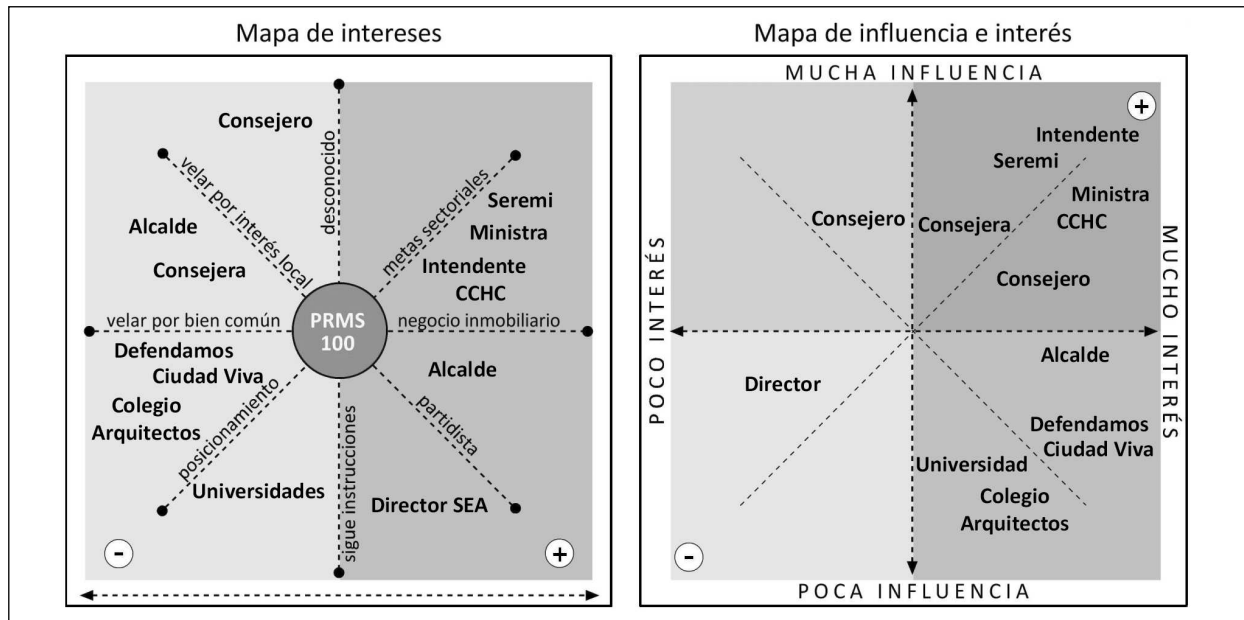 Mapa de intereses
Consejero
desconocido
velar por interés local
metas sectoriales
Seremi
Alcalde
Ministra
Consejera
Intendente
CCHC
velar por bien común
PRMS
100
negocio inmobiliario
Defendamos
Ciudad Viva
Alcalde
Colegio
Arquitectos
posicionamiento
partidista
Universidades
sigue instrucciones
Director SEA
-
+
Mapa de influencia e interés
MUCHA INFLUENCIA
+
Intendente
Seremi
Ministra
CCHC
Consejero
Consejera
Consejero
POCO INTERÉS
MUCHO INTERÉS
Alcalde
Director
Defendamos
Ciudad Viva
Universidad
Colegio
Arquitectos
-
POCA INFLUENCIA